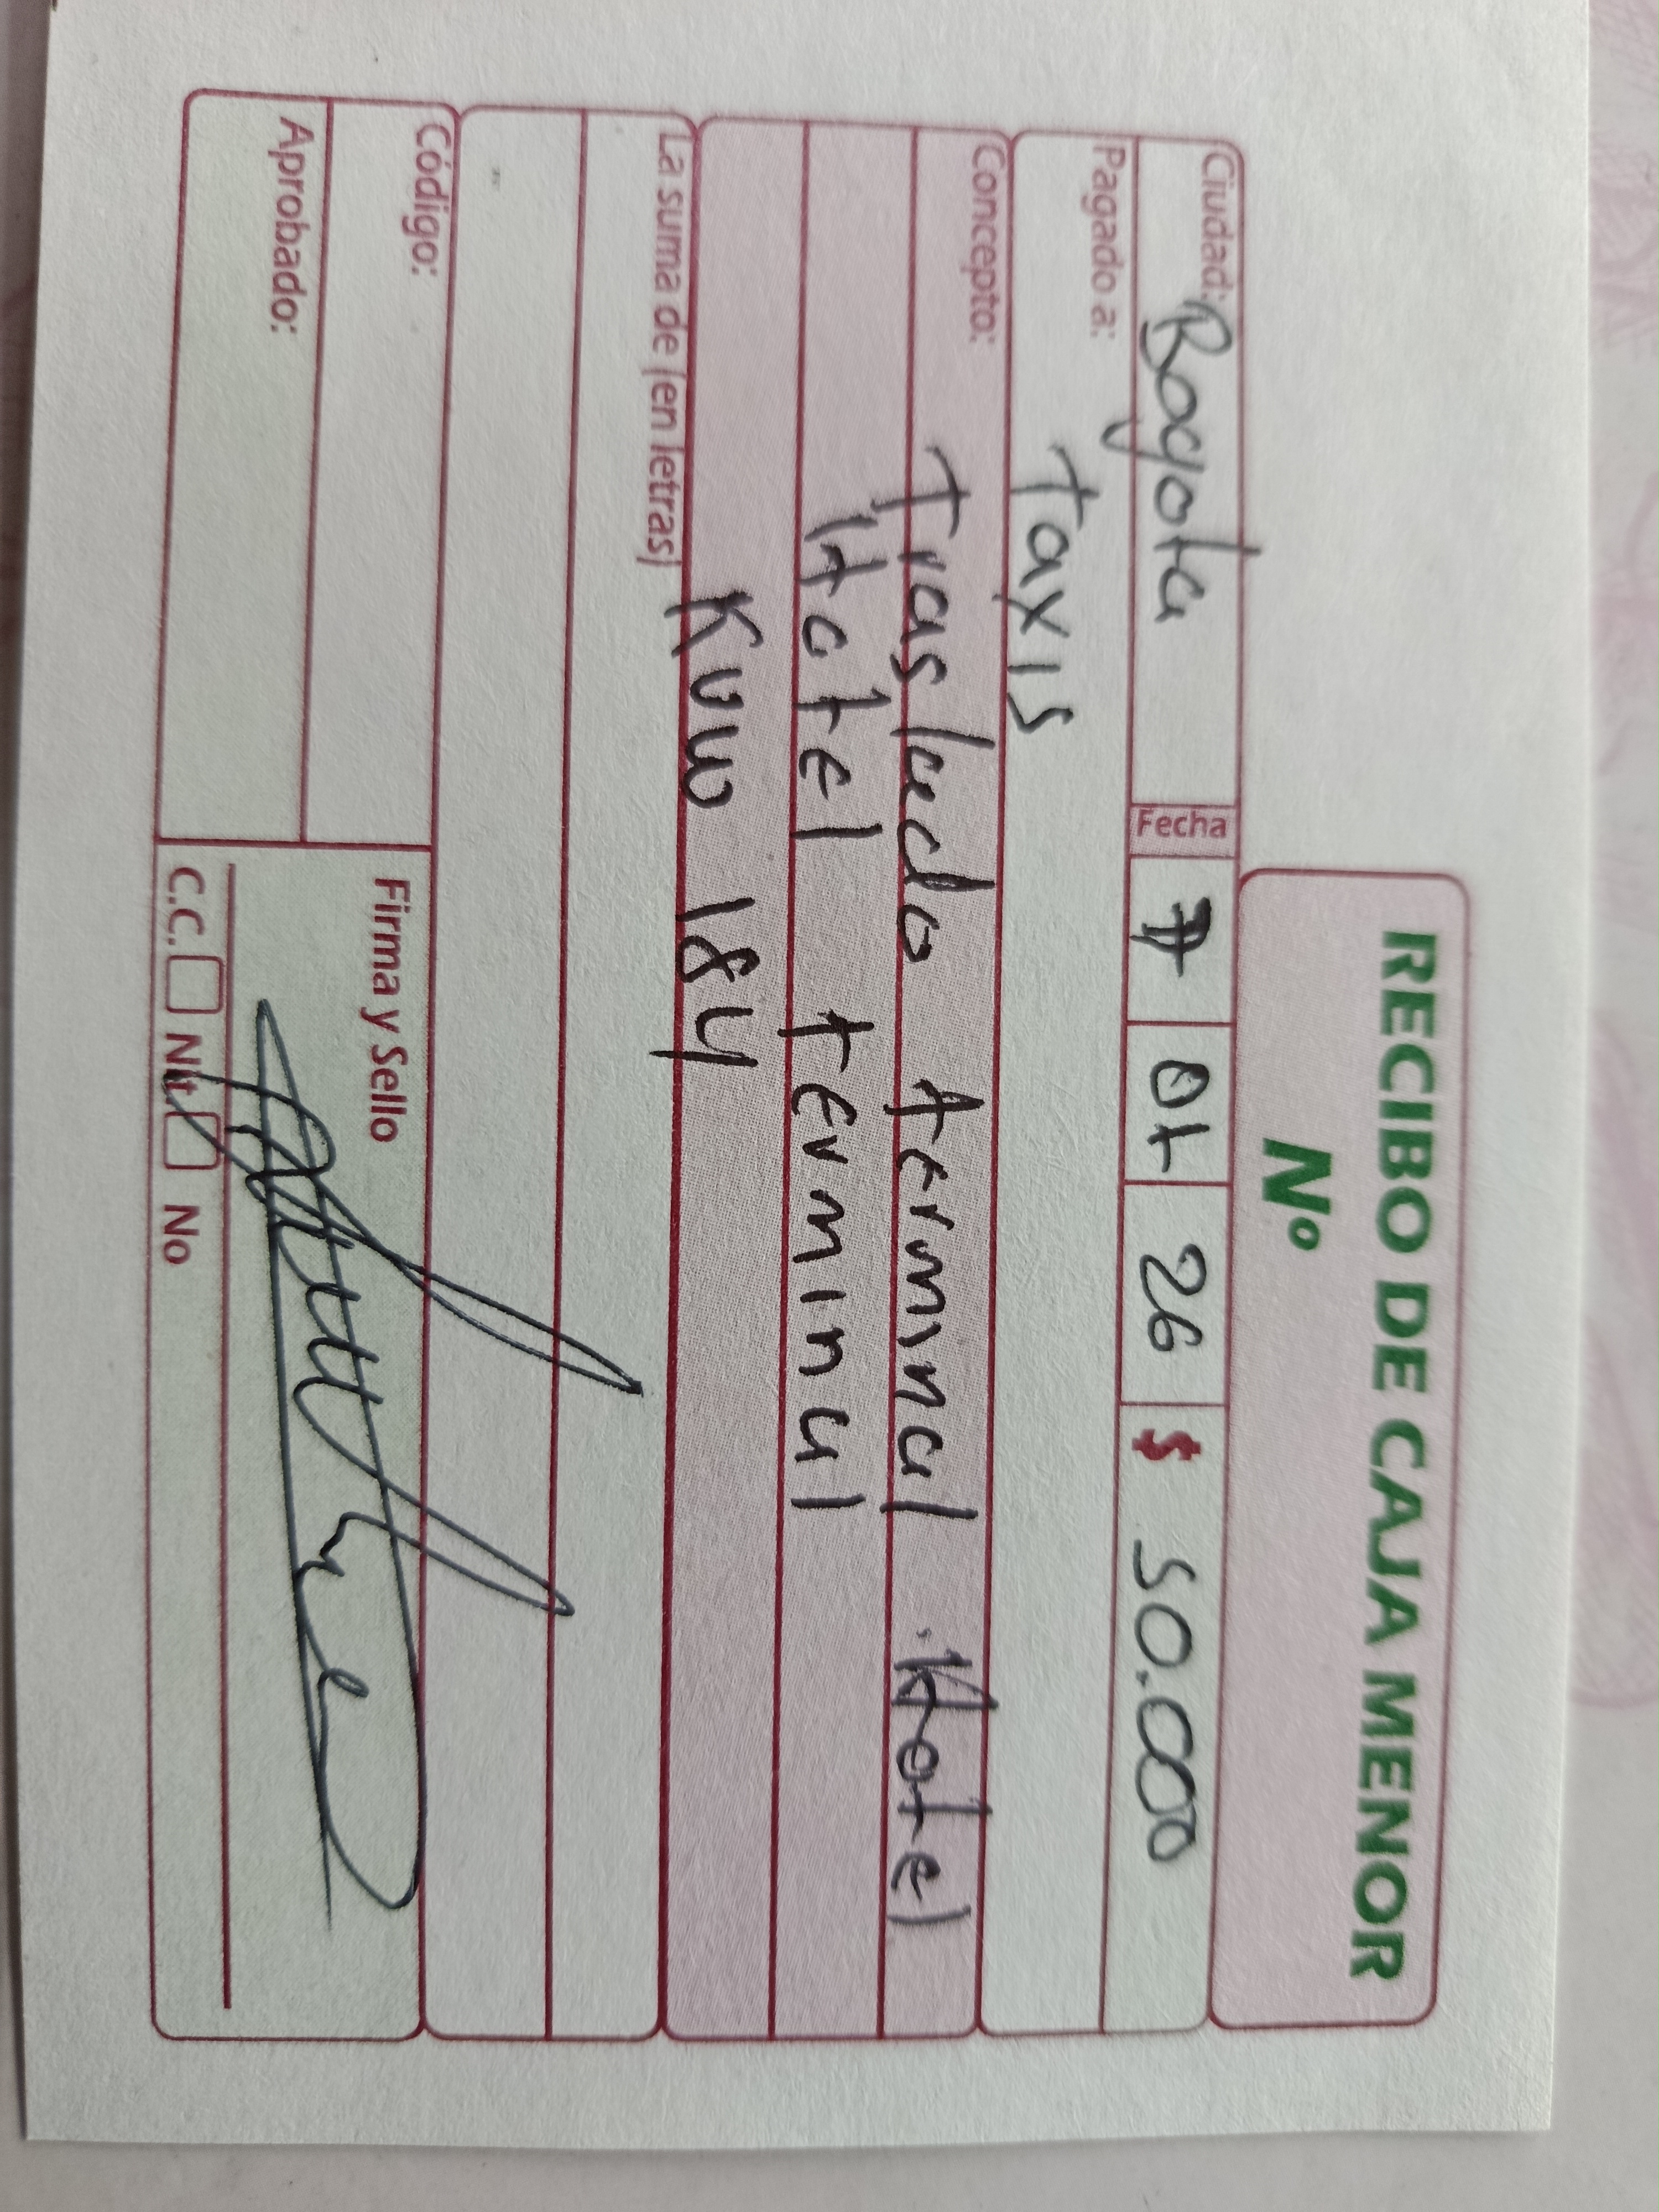 RECIBO DE CAJA MENOR
Nº
Ciudad: Bogota Fecha 7 01 26 $ 50.000
Pagado a: Taxis
Concepto: Traslado terminal Hotel
Hotel terminal
KUW 184
La suma de (en letras)
Código:
Aprobado:
Firma y Sello
C.C. Nit. No